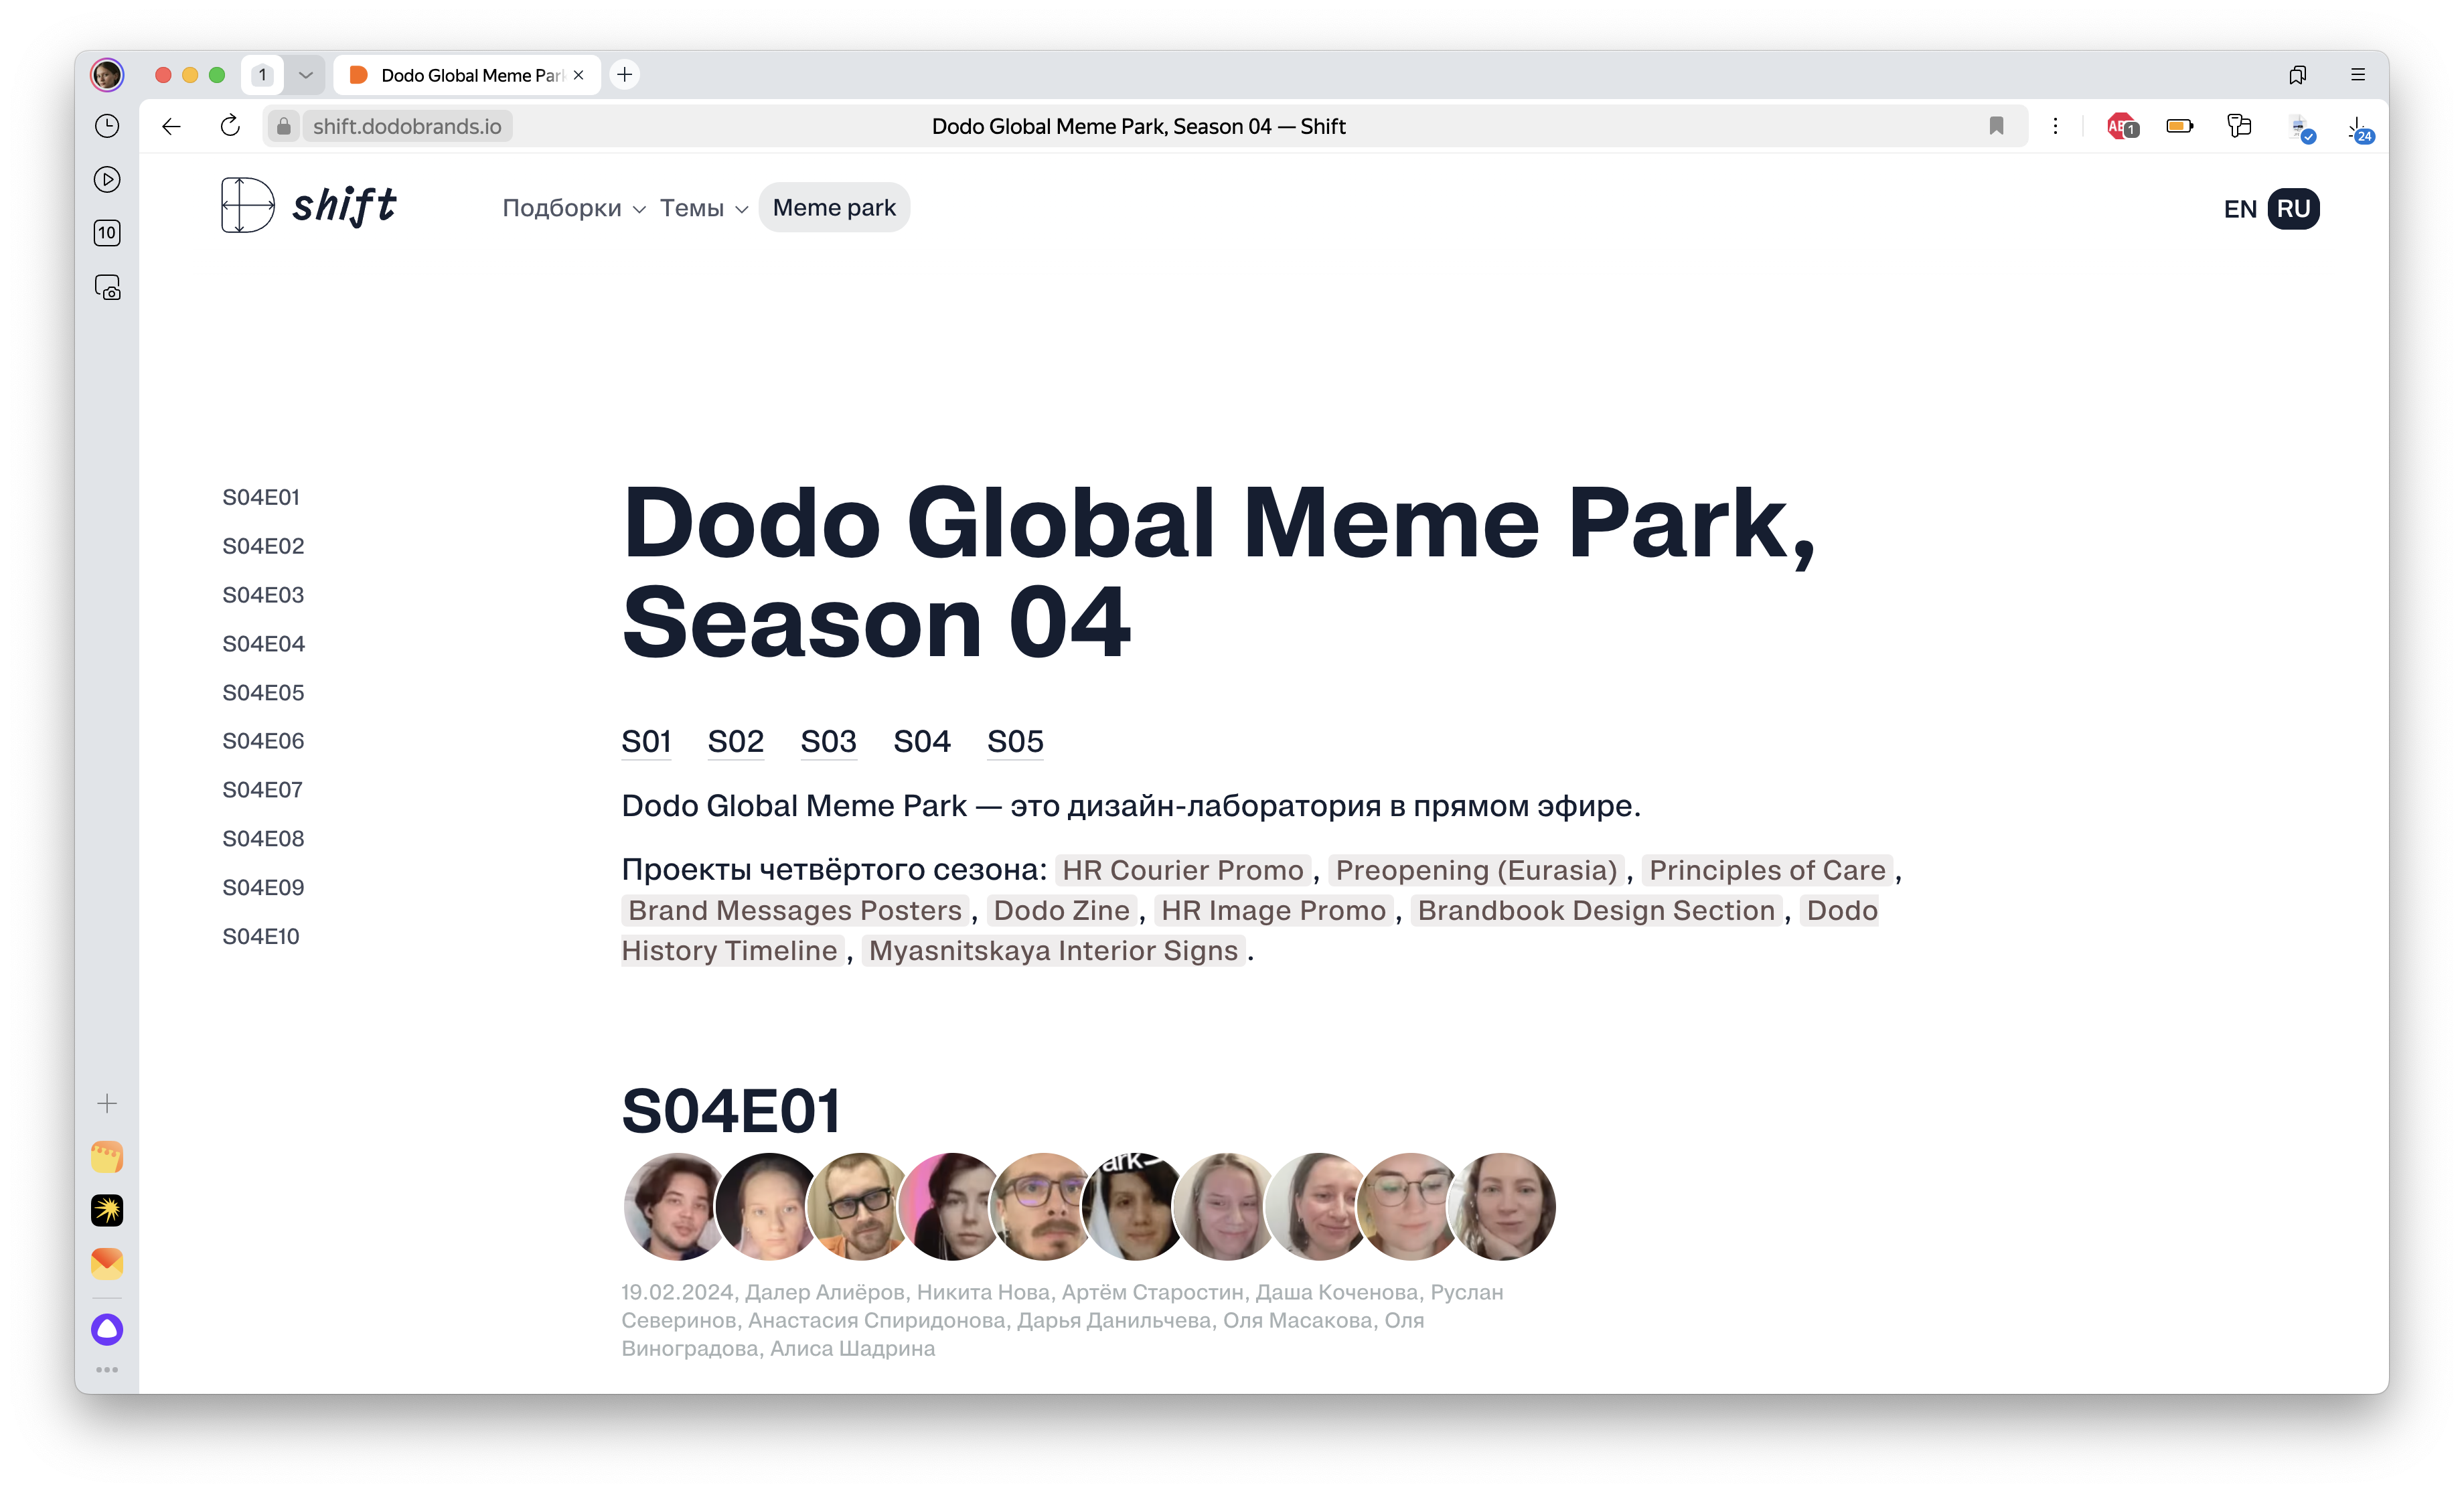 1
Dodo Global Meme Par
shift.dodobrands.io
Dodo Global Meme Park, Season 04 — Shift
ABP
1
24
10
shift
Подборки
Темы
Meme park
EN
RU
S04E01
S04E02
S04E03
S04E04
S04E05
S04E06
S04E07
S04E08
S04E09
S04E10
Dodo Global Meme Park,
Season 04
S01 S02 S03 S04 S05
Dodo Global Meme Park — это дизайн-лаборатория в прямом эфире.
Проекты четвёртого сезона: HR Courier Promo, Preopening (Eurasia), Principles of Care,
Brand Messages Posters, Dodo Zine, HR Image Promo, Brandbook Design Section, Dodo
History Timeline, Myasnitskaya Interior Signs.
S04E01
ark
19.02.2024, Далер Алиёров, Никита Нова, Артём Старостин, Даша Коченова, Руслан
Северинов, Анастасия Спиридонова, Дарья Данильчева, Оля Масакова, Оля
Виноградова, Алиса Шадрина